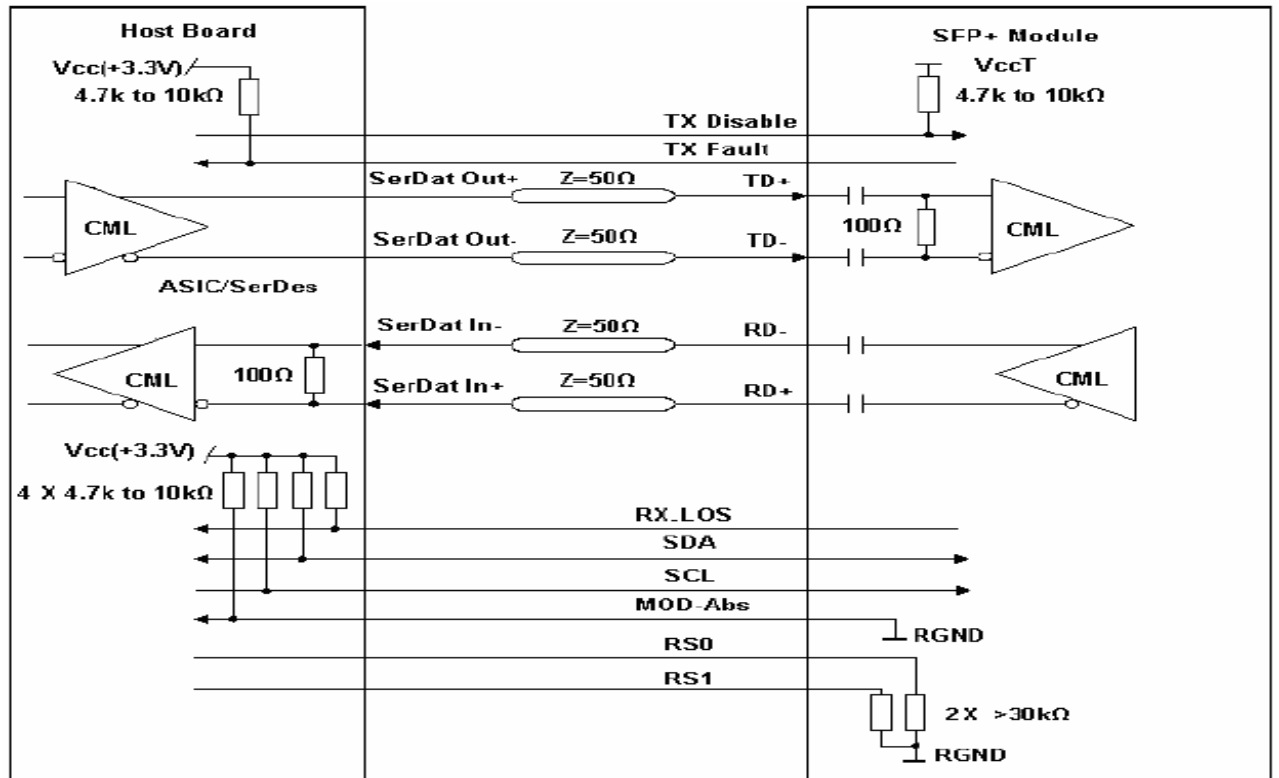 Host Board
SFP+ Module
Vcc(+3.3V)
4.7k to 10kΩ
VccT
4.7k to 10kΩ
TX Disable
TX Fault
SerDat Out+
Z=50Ω
TD+
CML
100Ω
CML
SerDat Out-
Z=50Ω
TD-
ASIC/SerDes
SerDat In-
Z=50Ω
RD-
CML
100Ω
SerDat In+
Z=50Ω
RD+
CML
Vcc(+3.3V)
4 X 4.7k to 10kΩ
RX_LOS
SDA
SCL
MOD-Abs
RGND
RS0
RS1
2X >30kΩ
RGND